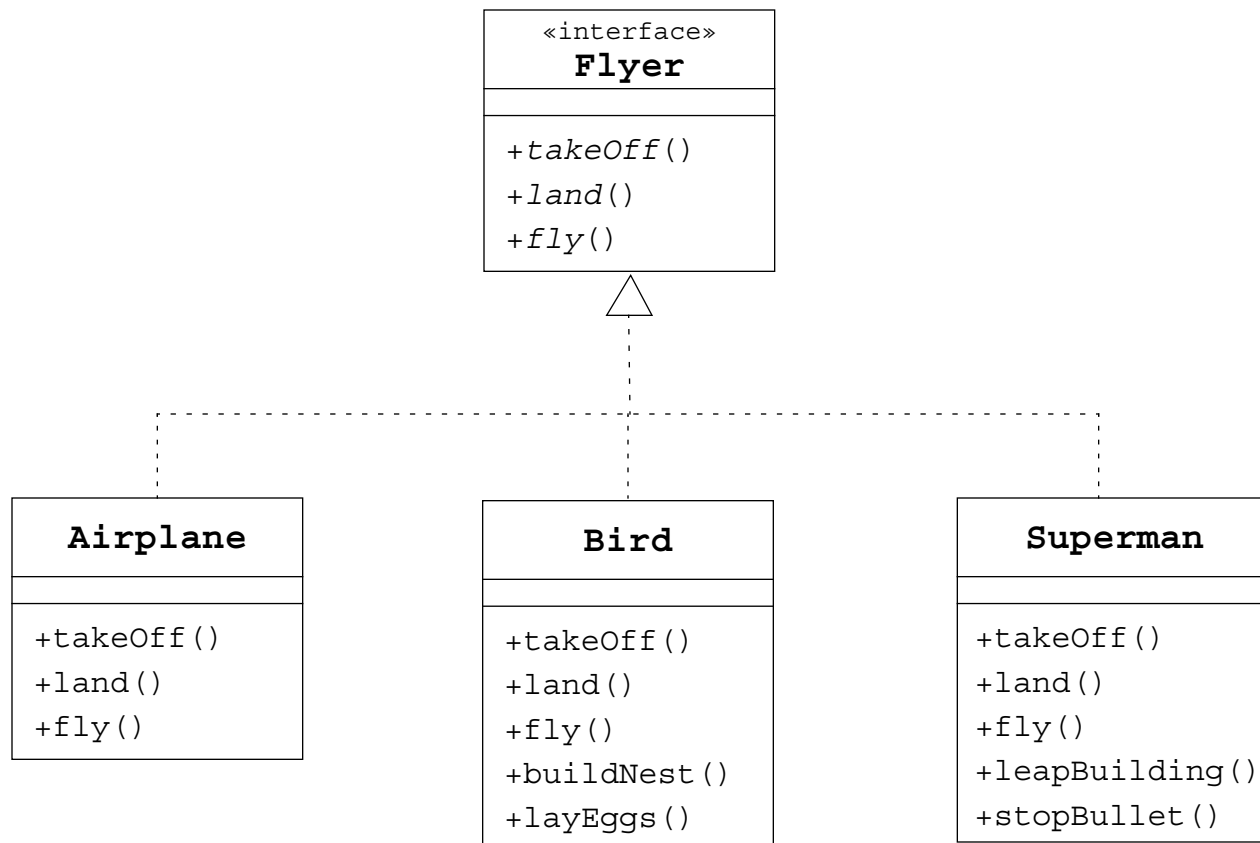 «interface»
Flyer
+takeOff()
+land()
+fly()
Airplane
+takeOff()
+land()
+fly()
Bird
+takeOff()
+land()
+fly()
+buildNest()
+layEggs()
Superman
+takeOff()
+land()
+fly()
+leapBuilding()
+stopBullet()